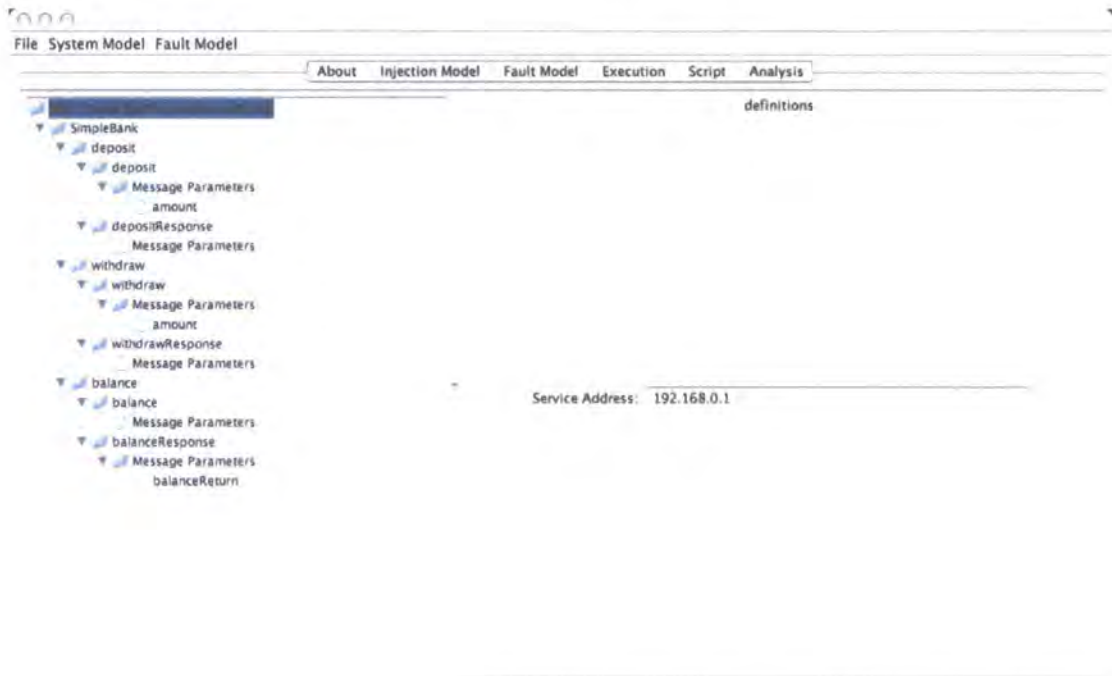 File System Model Fault Model
About Injection Model Fault Model Execution Script Analysis
definitions
SimpleBank
deposit
deposit
Message Parameters
amount
depositResponse
Message Parameters
withdraw
withdraw
Message Parameters
amount
withdrawResponse
Message Parameters
balance
balance
Message Parameters
balanceResponse
Message Parameters
balanceReturn
Service Address: 192.168.0.1